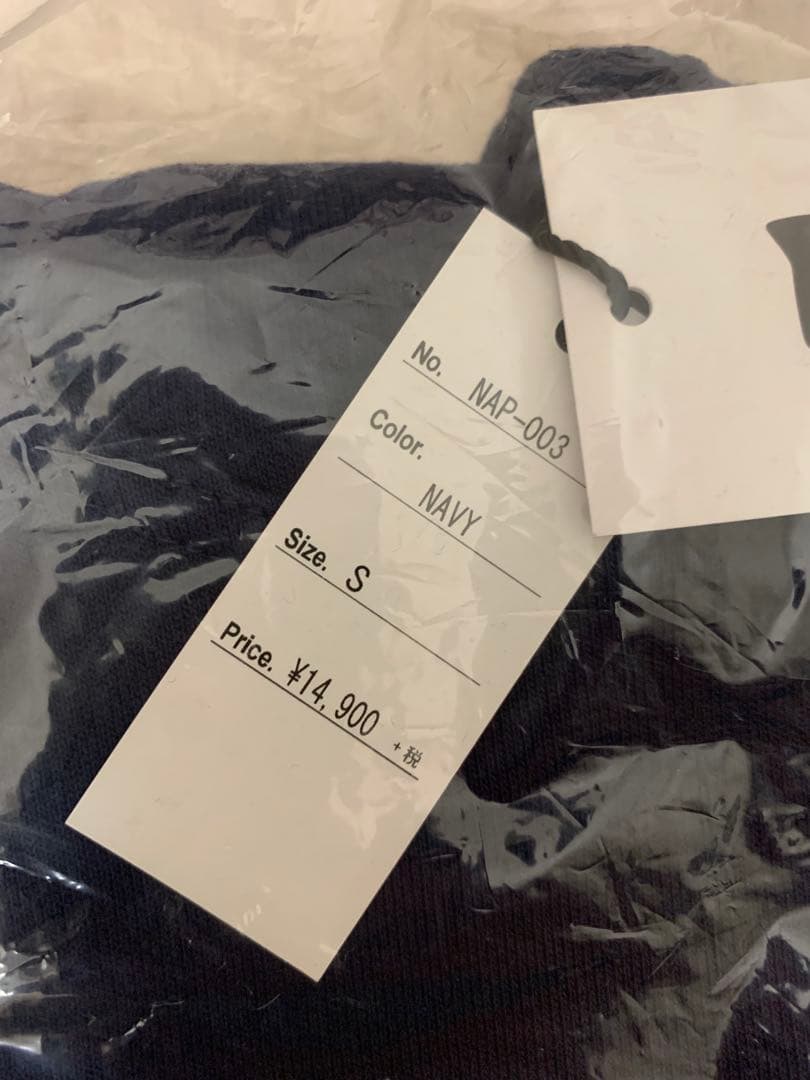 No. NAP-003
Color.
NAVY
Size. S
Price. ¥14,900 +税